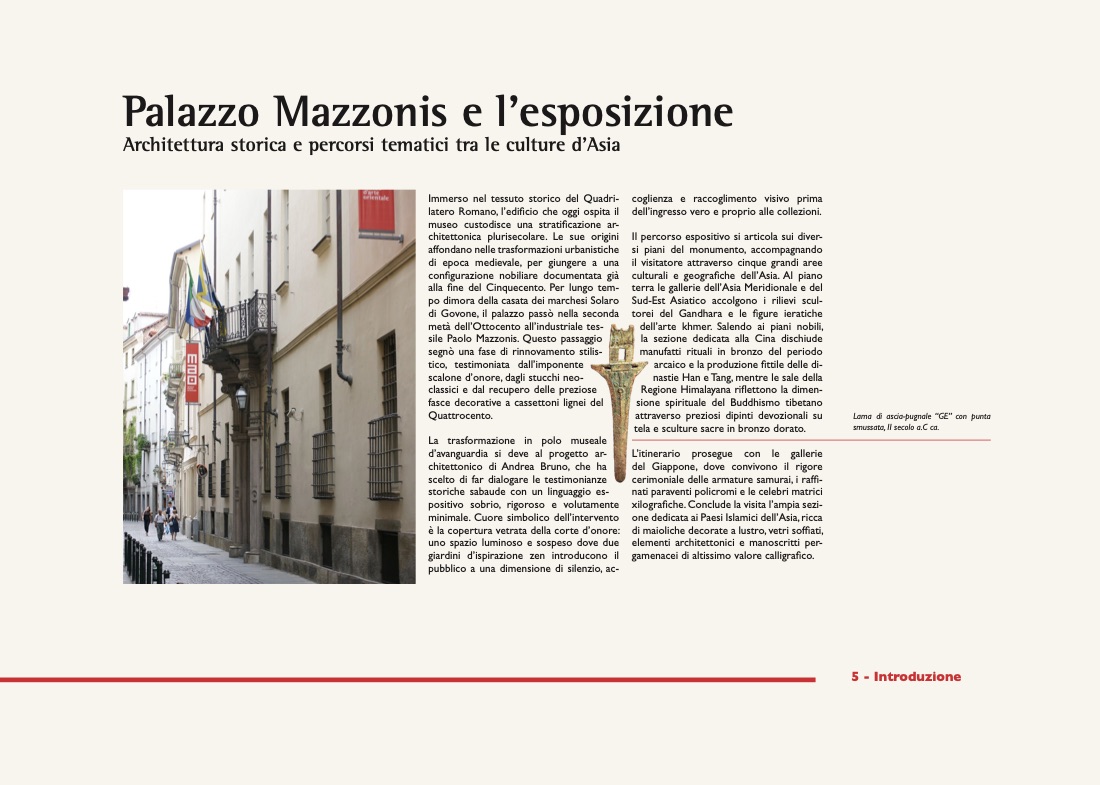 Palazzo Mazzonis e l’esposizione
Architettura storica e percorsi tematici tra le culture d’Asia
d'arte
orientale
mao
Immerso nel tessuto storico del Quadri-
latero Romano, l’edificio che oggi ospita il
museo custodisce una stratificazione ar-
chitettonica plurisecolare. Le sue origini
affondano nelle trasformazioni urbanistiche
di epoca medievale, per giungere a una
configurazione nobiliare documentata già
alla fine del Cinquecento. Per lungo tem-
po dimora della casata dei marchesi Solaro
di Govone, il palazzo passò nella seconda
metà dell’Ottocento all’industriale tes-
sile Paolo Mazzonis. Questo passaggio
segnò una fase di rinnovamento stilis-
tico, testimoniata dall’imponente
scalone d’onore, dagli stucchi neo-
classici e dal recupero delle preziose
fasce decorative a cassettoni lignei del
Quattrocento.
La trasformazione in polo museale
d’avanguardia si deve al progetto ar-
chitettonico di Andrea Bruno, che ha
scelto di far dialogare le testimonianze
storiche sabaude con un linguaggio es-
positivo sobrio, rigoroso e volutamente
minimale. Cuore simbolico dell’intervento
è la copertura vetrata della corte d’onore:
uno spazio luminoso e sospeso dove due
giardini d’ispirazione zen introducono il
pubblico a una dimensione di silenzio, ac-
coglienza e raccoglimento visivo prima
dell’ingresso vero e proprio alle collezioni.
Il percorso espositivo si articola sui diver-
si piani del monumento, accompagnando
il visitatore attraverso cinque grandi aree
culturali e geografiche dell’Asia. Al piano
terra le gallerie dell’Asia Meridionale e del
Sud-Est Asiatico accolgono i rilievi scul-
torei del Gandhara e le figure ieratiche
dell’arte khmer. Salendo ai piani nobili,
la sezione dedicata alla Cina dischiude
manufatti rituali in bronzo del periodo
arcaico e la produzione fittile delle di-
nastie Han e Tang, mentre le sale della
Regione Himalayana riflettono la dimen-
sione spirituale del Buddhismo tibetano
attraverso preziosi dipinti devozionali su
tela e sculture sacre in bronzo dorato.
L’itinerario prosegue con le gallerie
del Giappone, dove convivono il rigore
cerimoniale delle armature samurai, i raffi-
nati paraventi policromi e le celebri matrici
xilografiche. Conclude la visita l’ampia sezi-
one dedicata ai Paesi Islamici dell’Asia, ricca
di maioliche decorate a lustro, vetri soffiati,
elementi architettonici e manoscritti per-
gamenacei di altissimo valore calligrafico.
Lama di ascia-pugnale “GE” con punta
smussata, II secolo a.C ca.
5 - Introduzione